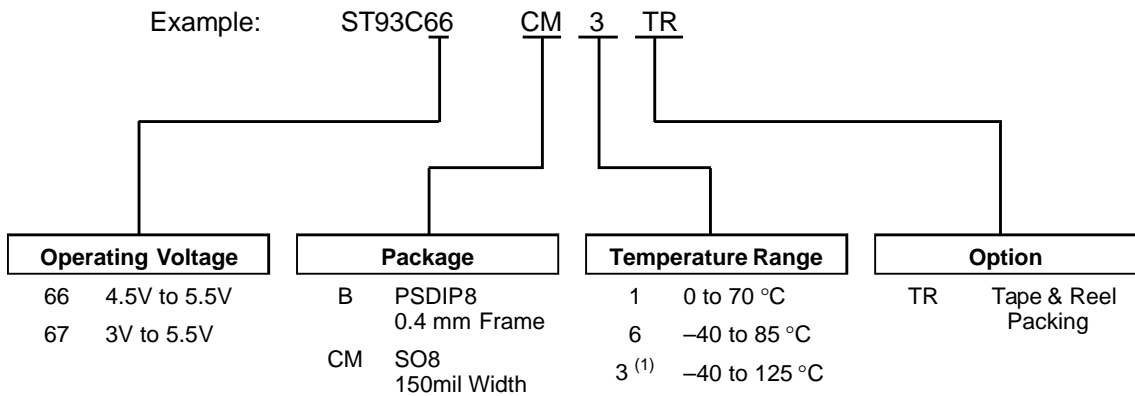 Example: ST93C66 CM 3 TR
Operating Voltage
66 4.5V to 5.5V
67 3V to 5.5V
Package
B PSDIP8
0.4 mm Frame
CM SO8
150mil Width
Temperature Range
1 0 to 70 °C
6 –40 to 85 °C
3 (1) –40 to 125 °C
Option
TR Tape & Reel
Packing